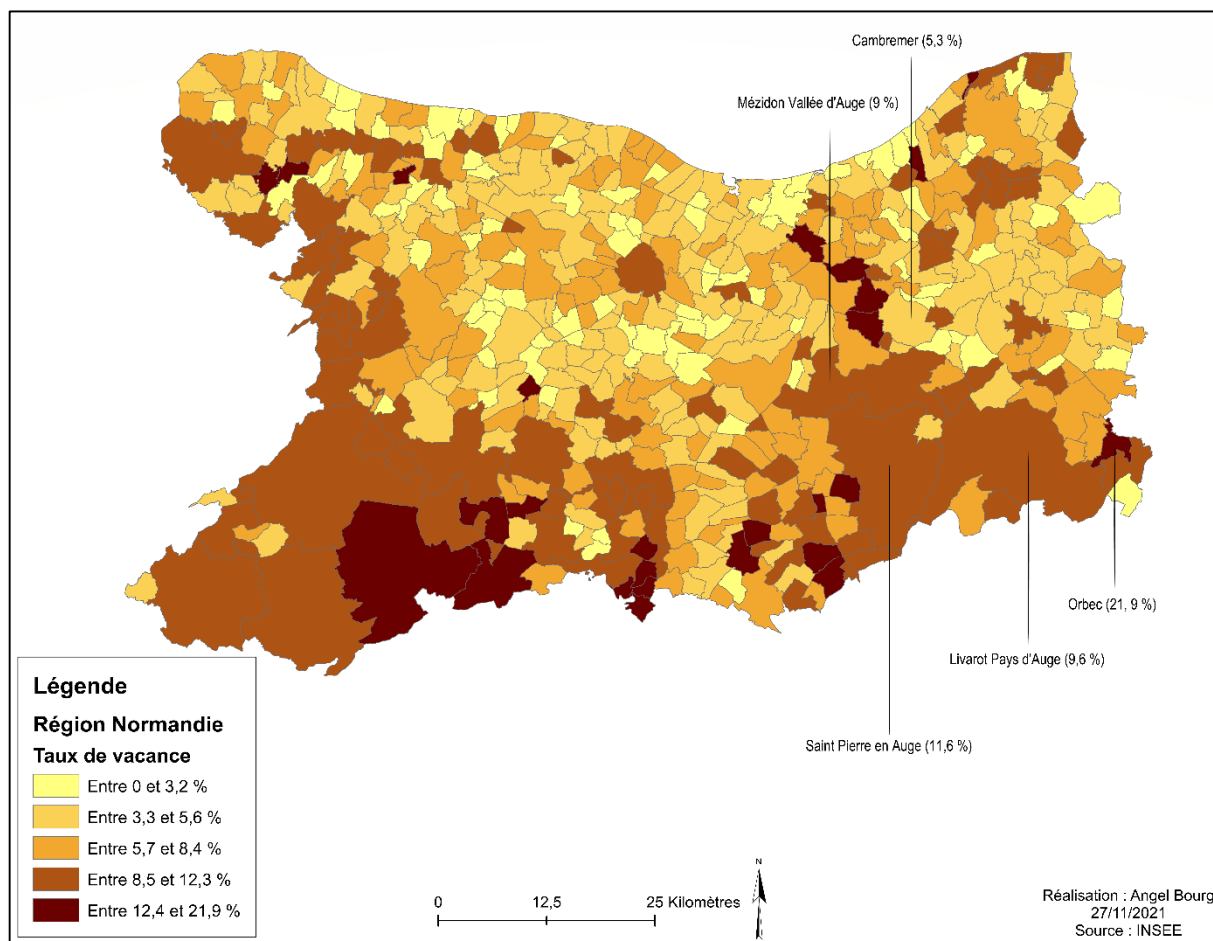 Cambremer (5,3 %)
Mézidon Vallée d'Auge (9 %)
Orbec (21, 9 %)
Livarot Pays d'Auge (9,6 %)
Saint Pierre en Auge (11,6 %)
Légende
Région Normandie
Taux de vacance
Entre 0 et 3,2 %
Entre 3,3 et 5,6 %
Entre 5,7 et 8,4 %
Entre 8,5 et 12,3 %
Entre 12,4 et 21,9 %
0 12,5 25 Kilomètres
N
Réalisation : Angel Bourg
27/11/2021
Source : INSEE